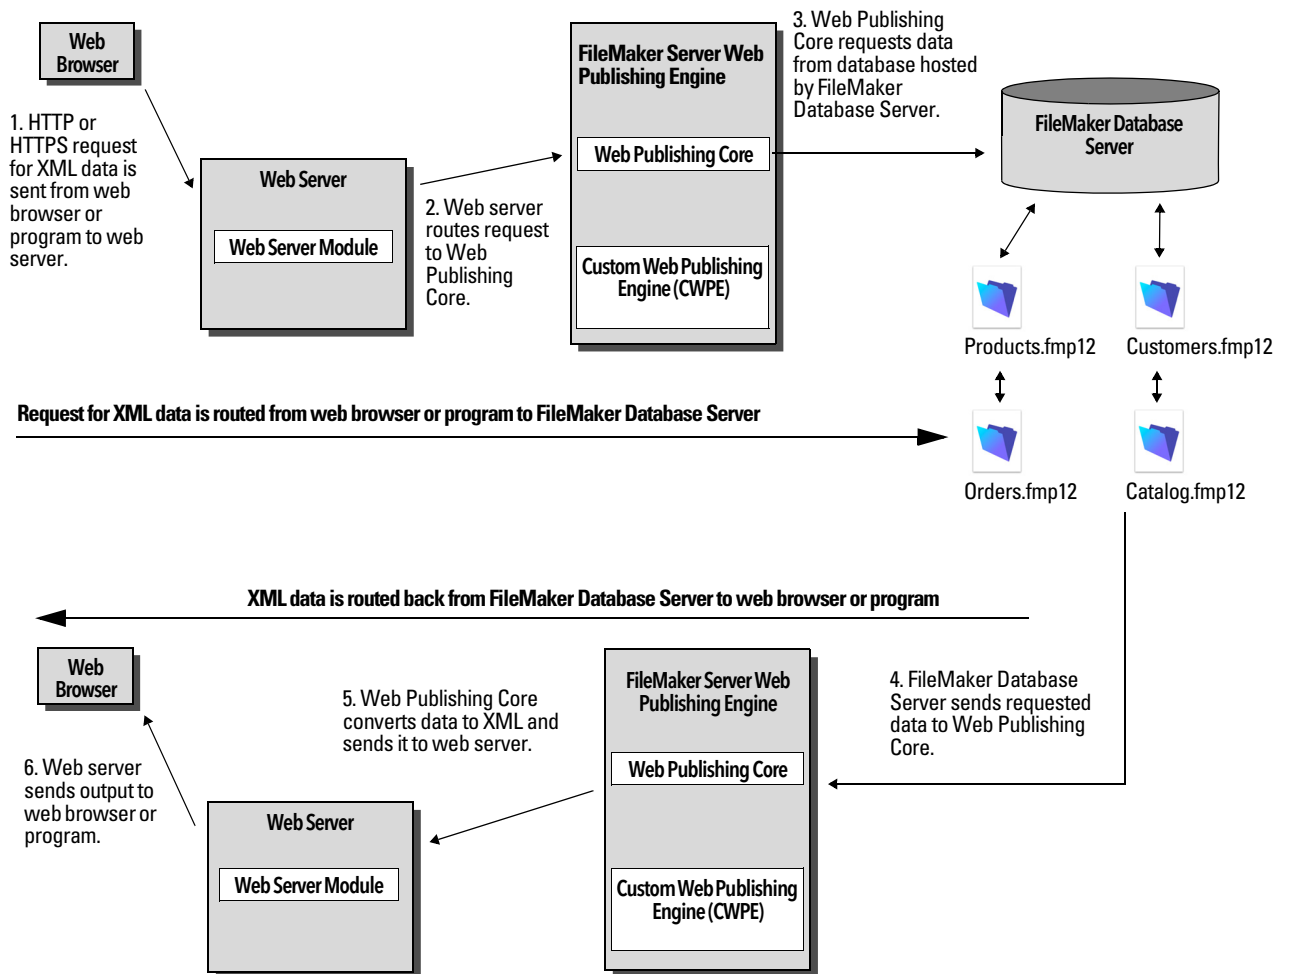 Web
Browser
1. HTTP or
HTTPS request
for XML data is
sent from web
browser or
program to web
server.
Web Server
Web Server Module
2. Web server
routes request
to Web
Publishing
Core.
FileMaker Server Web
Publishing Engine
Web Publishing Core
Custom Web Publishing
Engine (CWPE)
3. Web Publishing
Core requests data
from database hosted
by FileMaker
Database Server.
FileMaker Database
Server
Products.fmp12
Customers.fmp12
Orders.fmp12
Catalog.fmp12
Request for XML data is routed from web browser or program to FileMaker Database Server
XML data is routed back from FileMaker Database Server to web browser or program
4. FileMaker Database
Server sends requested
data to Web Publishing
Core.
FileMaker Server Web
Publishing Engine
Web Publishing Core
Custom Web Publishing
Engine (CWPE)
5. Web Publishing Core
converts data to XML and
sends it to web server.
Web Server
Web Server Module
6. Web server
sends output to
web browser or
program.
Web
Browser